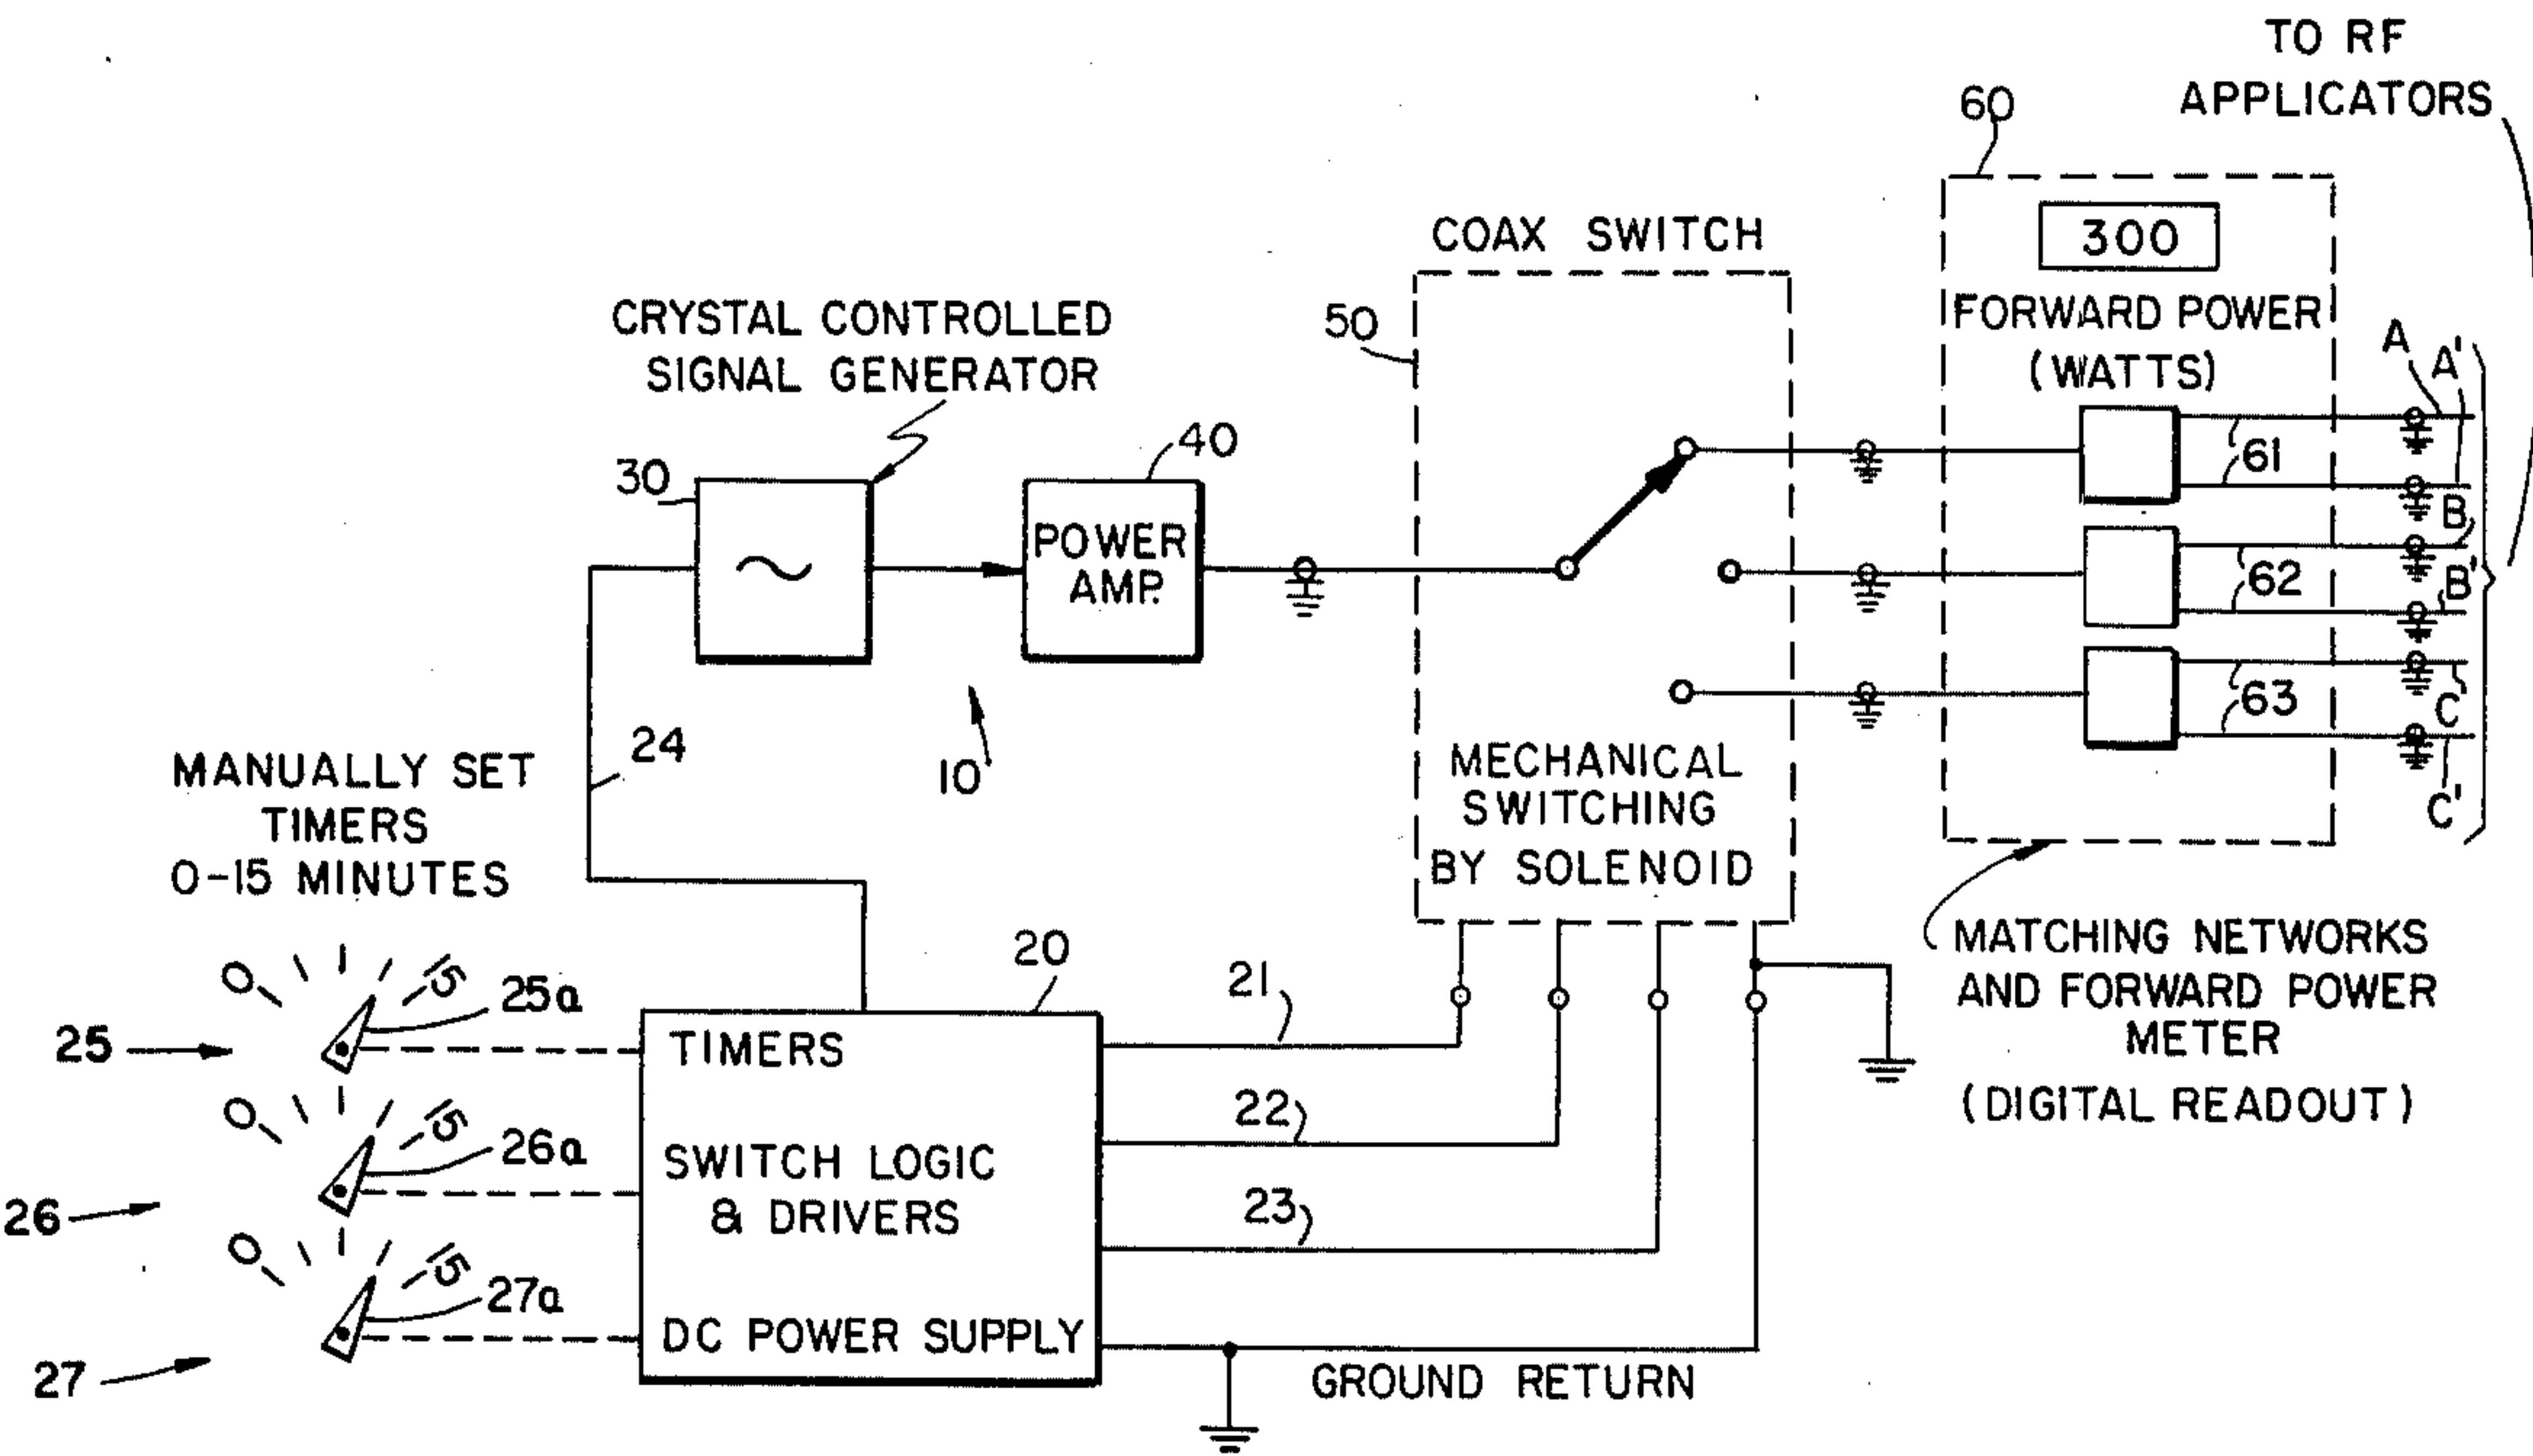 TO RF
APPLICATORS
60
300
FORWARD POWER
(WATTS)
COAX SWITCH
50
CRYSTAL CONTROLLED
SIGNAL GENERATOR
30
40
POWER
AMP.
A
A'
61
B
62
B'
63
C
C'
10
24
MECHANICAL
SWITCHING
BY SOLENOID
MANUALLY SET
TIMERS
0-15 MINUTES
MATCHING NETWORKS
AND FORWARD POWER
METER
(DIGITAL READOUT)
0
15
25a
25
0
15
26a
26
0
15
27a
27
20
TIMERS
SWITCH LOGIC
& DRIVERS
DC POWER SUPPLY
21
22
23
GROUND RETURN